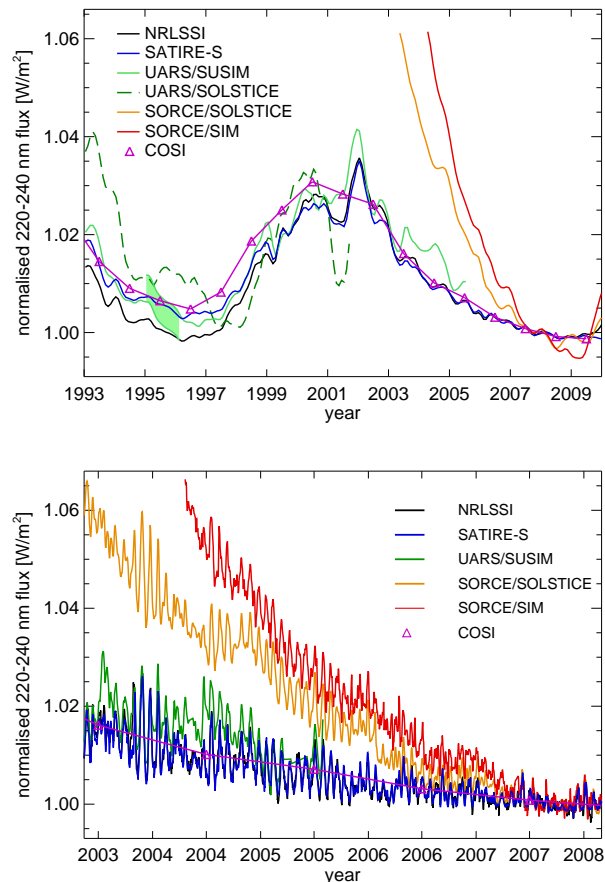 normalised 220-240 nm flux [W/m²]
1.06
1.04
1.02
1.00
NRLSSI
SATIRE-S
UARS/SUSIM
UARS/SOLSTICE
SORCE/SOLSTICE
SORCE/SIM
COSI
1993 1995 1997 1999 2001 2003 2005 2007 2009
year
normalised 220-240 nm flux [W/m²]
1.06
1.04
1.02
1.00
NRLSSI
SATIRE-S
UARS/SUSIM
SORCE/SOLSTICE
SORCE/SIM
COSI
2003 2004 2004 2005 2005 2006 2006 2007 2007 2008
year